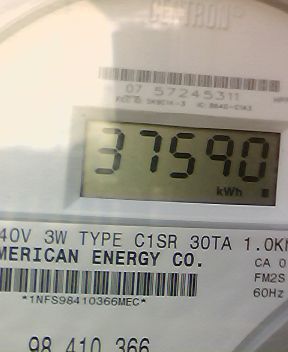 CENTRON®
07 57245311
37590
kWh
40V 3W TYPE C1SR 30TA 1.0K
MERICAN ENERGY CO.
CA 0
FM2S
60Hz
*1NFS98410366MEC*
98 410 366